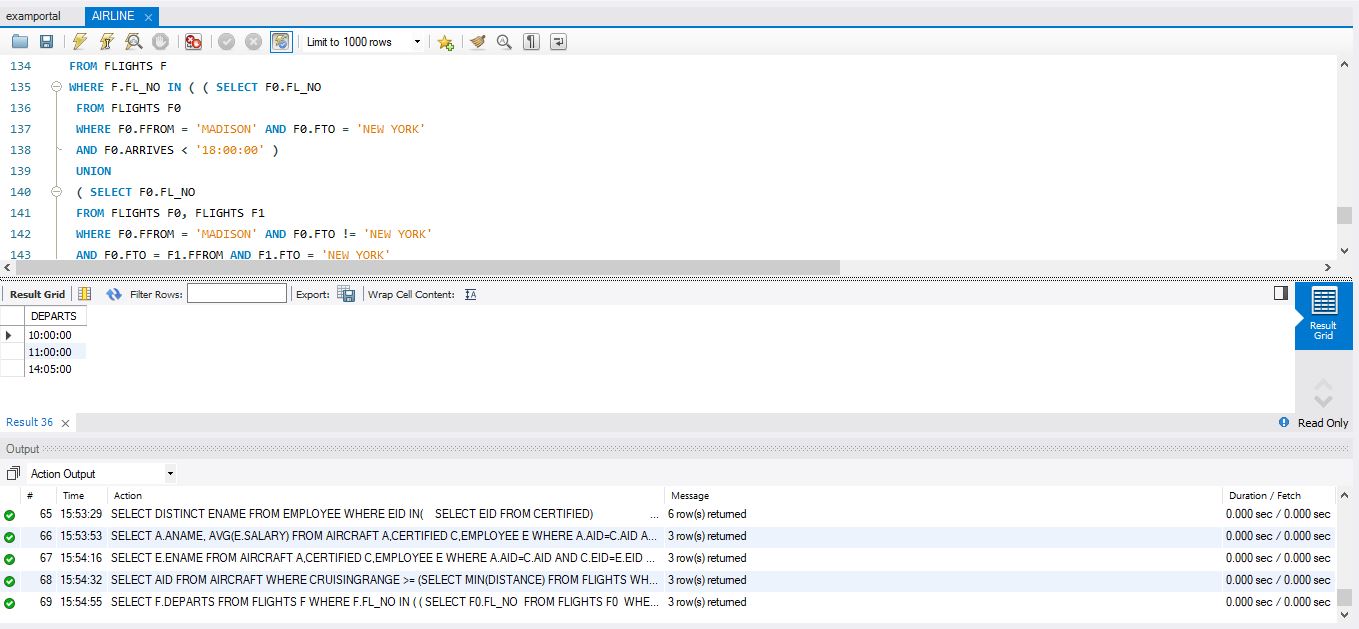 examportal AIRLINE
Limit to 1000 rows
134 FROM FLIGHTS F
135 WHERE F.FL_NO IN ( ( SELECT F0.FL_NO
136 FROM FLIGHTS F0
137 WHERE F0.FFROM = 'MADISON' AND F0.FTO = 'NEW YORK'
138 AND F0.ARRIVES < '18:00:00' )
139 UNION
140 ( SELECT F0.FL_NO
141 FROM FLIGHTS F0, FLIGHTS F1
142 WHERE F0.FFROM = 'MADISON' AND F0.FTO != 'NEW YORK'
143 AND F0.FTO = F1.FFROM AND F1.FTO = 'NEW YORK'
Result Grid Filter Rows: Export: Wrap Cell Content: IA
DEPARTS
10:00:00
11:00:00
14:05:00
Result
Grid
Result 36 Read Only
Output
Action Output
# Time Action Message Duration / Fetch
65 15:53:29 SELECT DISTINCT ENAME FROM EMPLOYEE WHERE EID IN( SELECT EID FROM CERTIFIED) ... 6 row(s) returned 0.000 sec / 0.000 sec
66 15:53:53 SELECT A.ANAME, AVG(E.SALARY) FROM AIRCRAFT A,CERTIFIED C,EMPLOYEE E WHERE A.AID=C.AID A... 3 row(s) returned 0.000 sec / 0.000 sec
67 15:54:16 SELECT E.ENAME FROM AIRCRAFT A,CERTIFIED C,EMPLOYEE E WHERE A.AID=C.AID AND C.EID=E.EID ... 3 row(s) returned 0.000 sec / 0.000 sec
68 15:54:32 SELECT AID FROM AIRCRAFT WHERE CRUISINGRANGE >= (SELECT MIN(DISTANCE) FROM FLIGHTS WH... 3 row(s) returned 0.000 sec / 0.000 sec
69 15:54:55 SELECT F.DEPARTS FROM FLIGHTS F WHERE F.FL_NO IN ( ( SELECT F0.FL_NO FROM FLIGHTS F0 WHE... 3 row(s) returned 0.000 sec / 0.000 sec